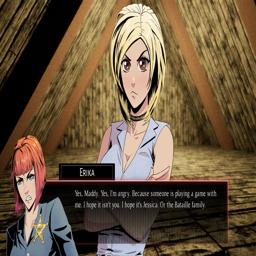 Erika
Yes, Maddy. Yes, I'm angry. Because someone is playing a game with
me. I hope it isn't you. I hope it's Jessica. Or the Bataille family.